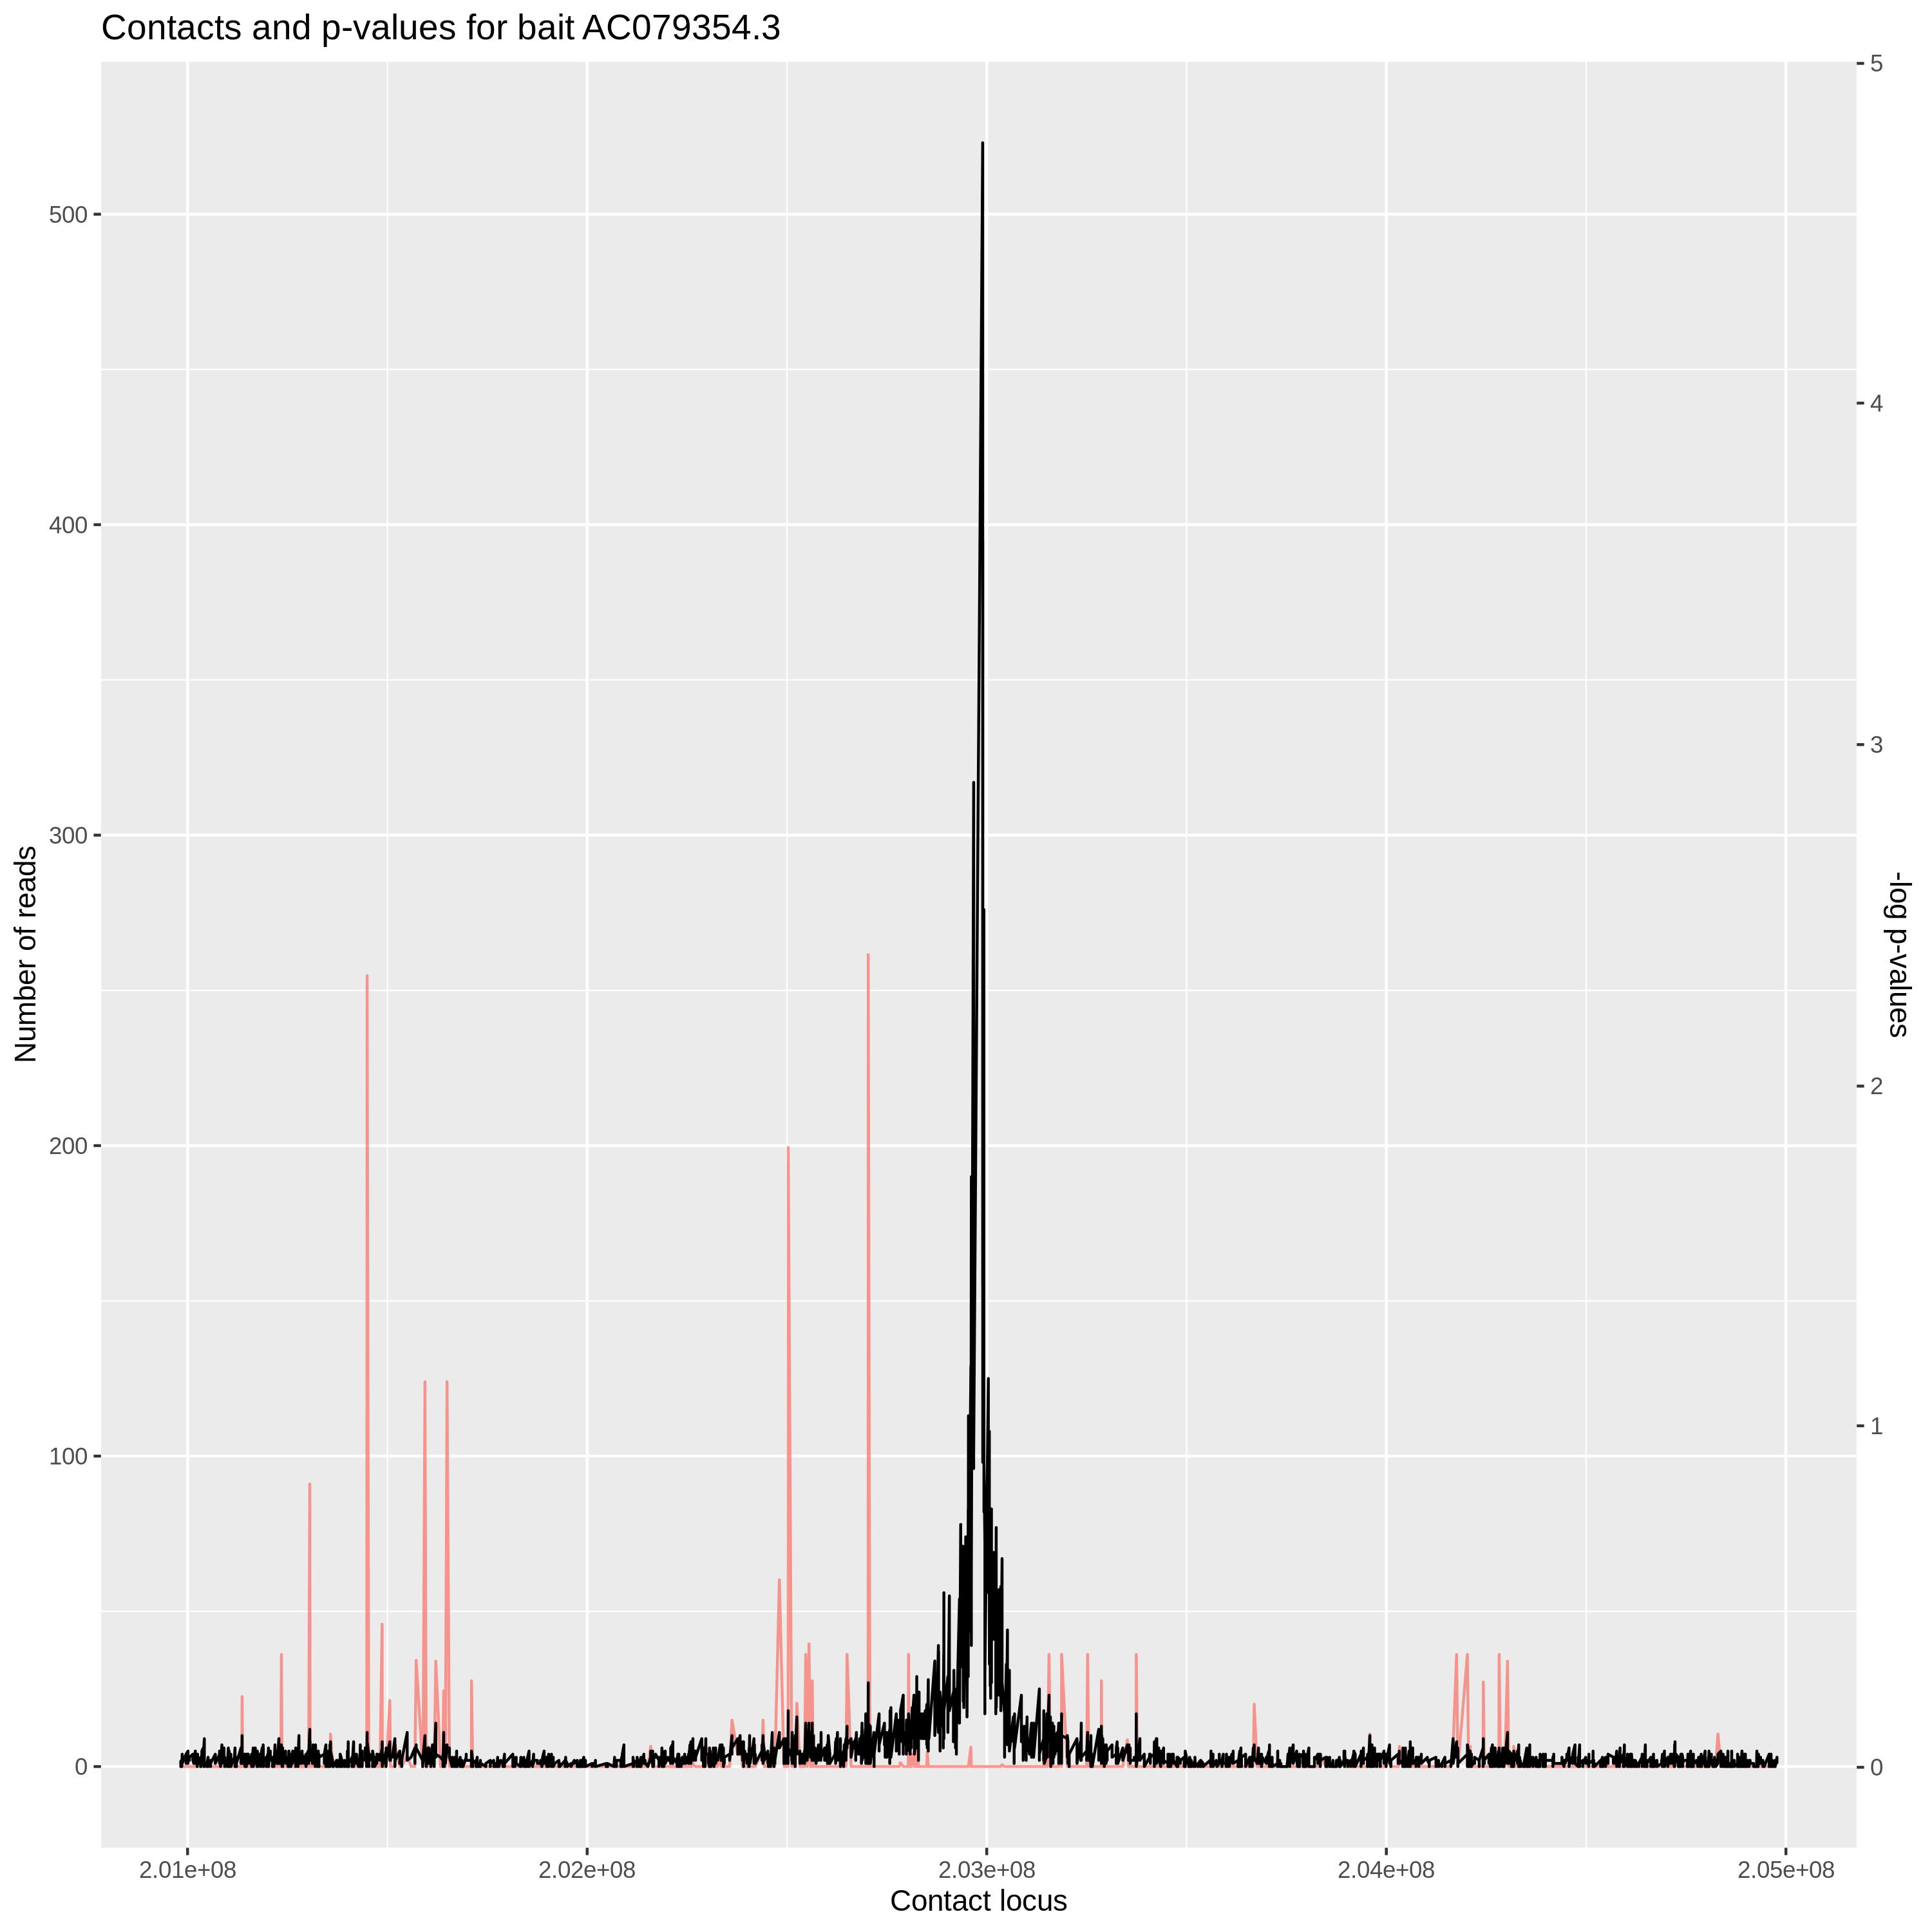 Contacts and p-values for bait AC079354.3
5
500
4
400
3
300
Number of reads
-log p-values
2
200
1
100
0
0
2.01e+08
2.02e+08
2.03e+08
2.04e+08
2.05e+08
Contact locus